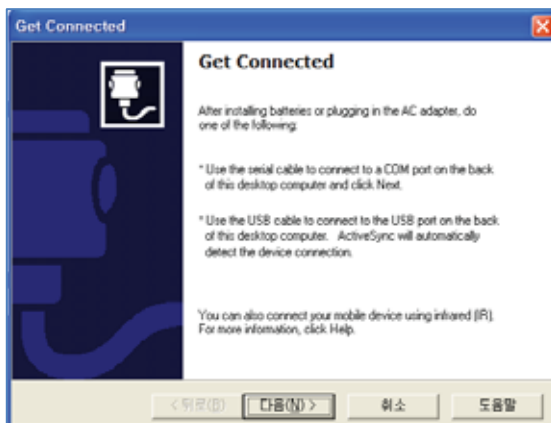 Get Connected
Get Connected
After installing batteries or plugging in the AC adapter, do
one of the following:
* Use the serial cable to connect to a COM port on the back
of this desktop computer and click Next.
* Use the USB cable to connect to the USB port on the back
of this desktop computer. ActiveSync will automatically
detect the device connection.
You can also connect your mobile device using infrared (IR).
For more information, click Help.
< 뒤로(B) 다음(N) > 취소 도움말